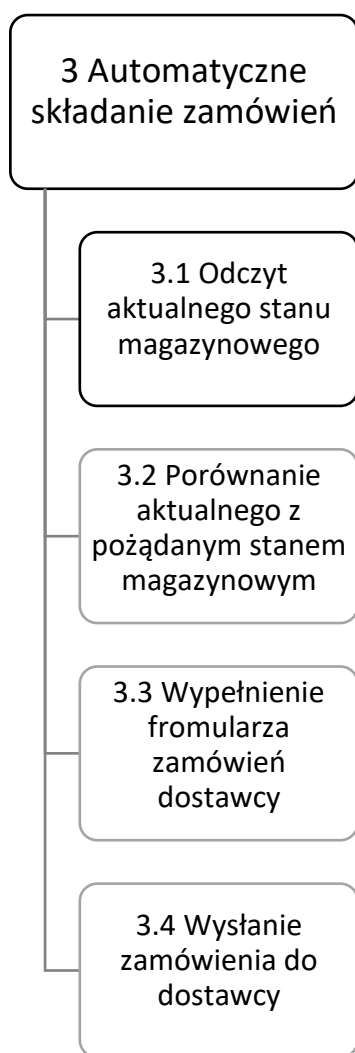 3 Automatyczne
składanie zamówień
3.1 Odczyt
aktualnego stanu
magazynowego
3.2 Porównanie
aktualnego z
pożądanym stanem
magazynowym
3.3 Wypełnienie
fromularza
zamówień
dostawcy
3.4 Wysłanie
zamówienia do
dostawcy